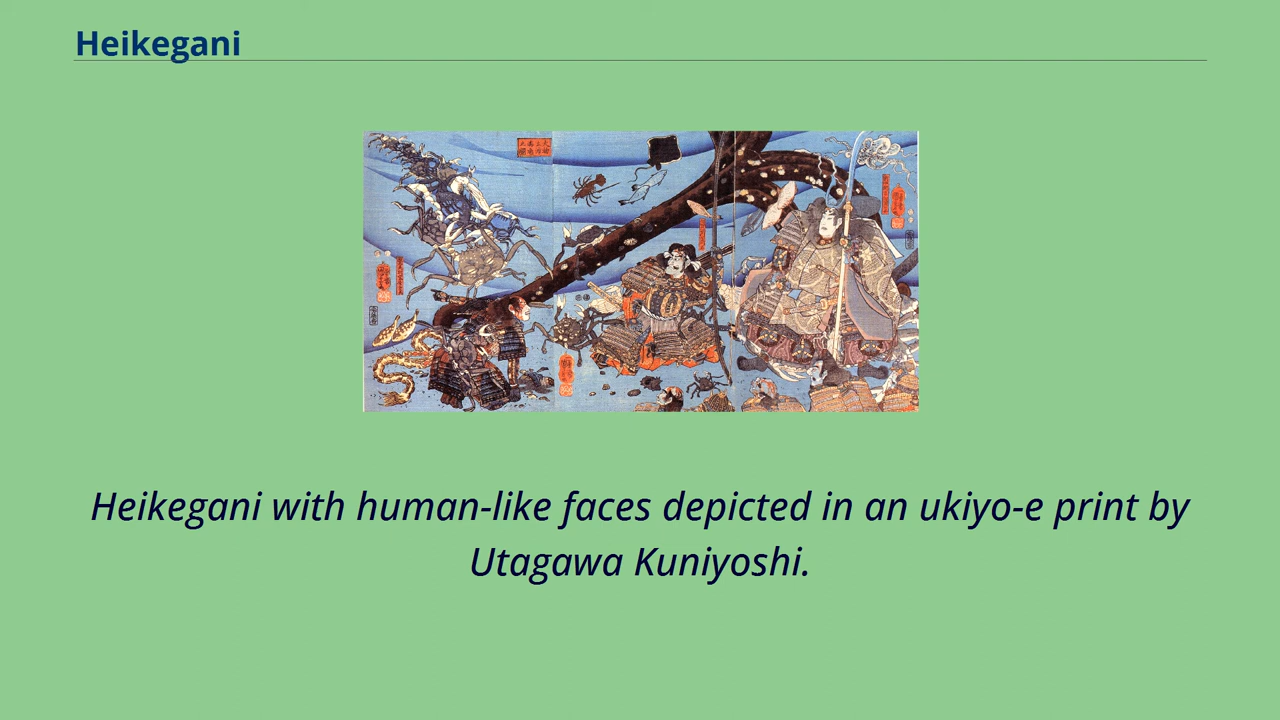 Heikegani
Heikegani with human-like faces depicted in an ukiyo-e print by
Utagawa Kuniyoshi.